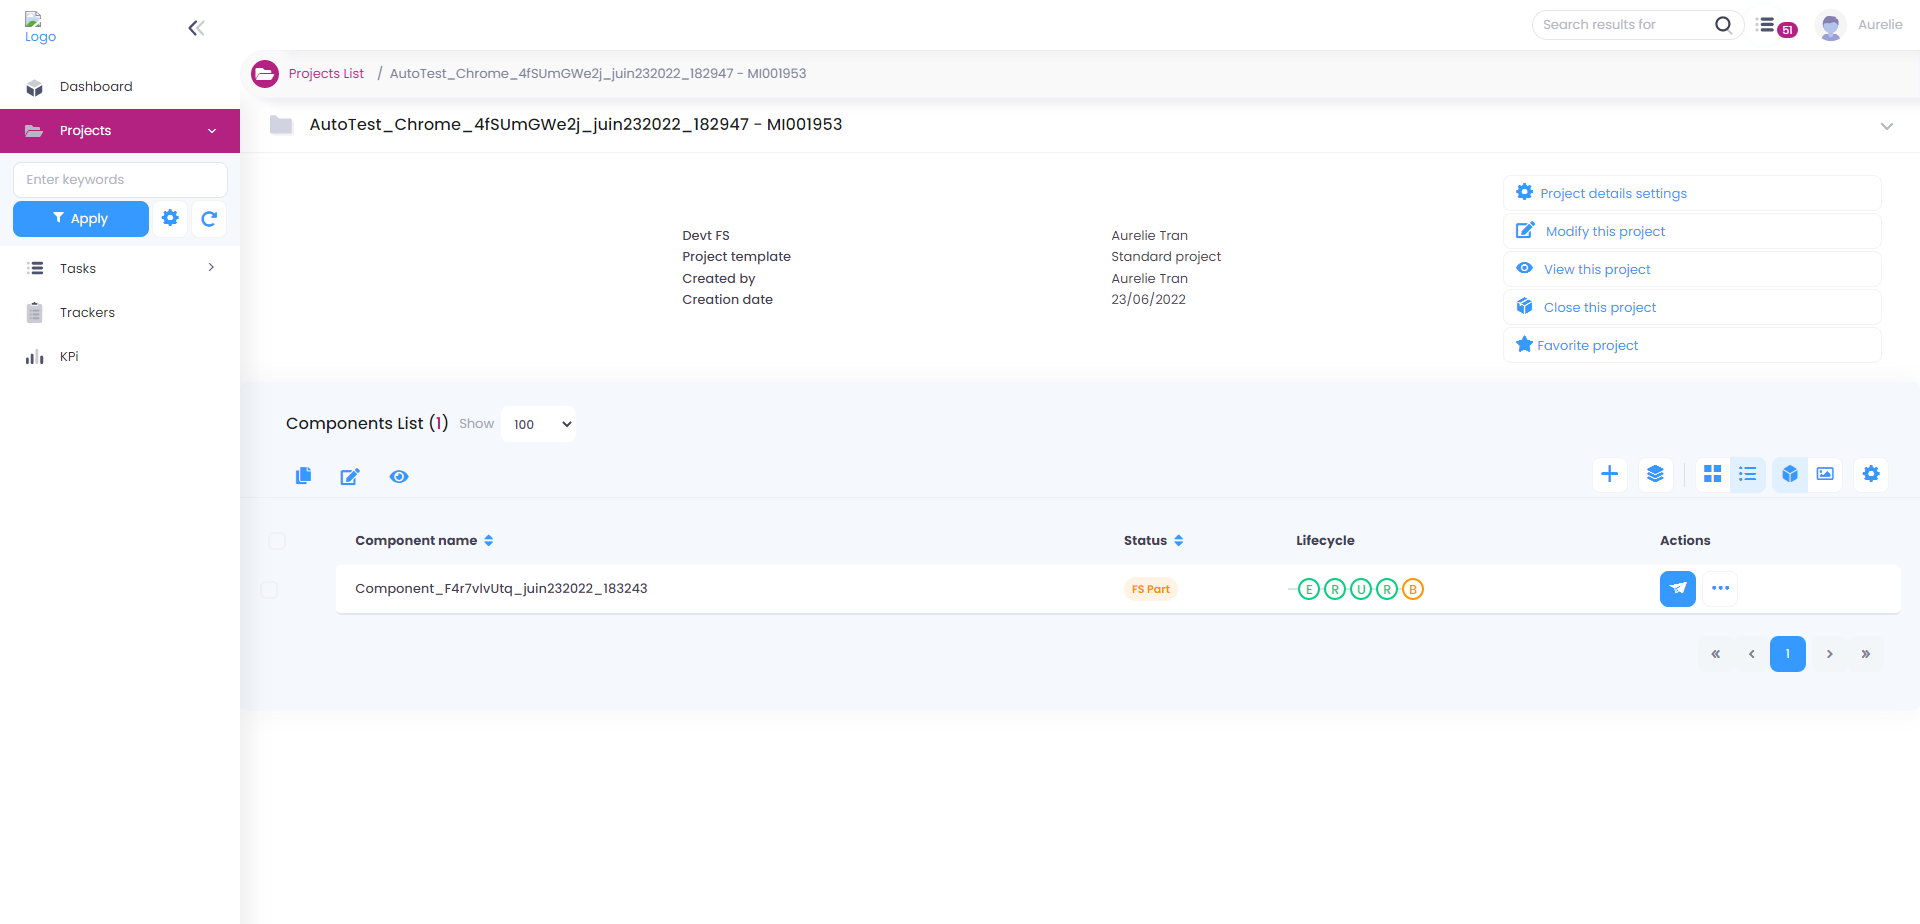 Logo
Search results for
51
Aurelie
Dashboard
Projects
Enter keywords
Apply
Tasks
Trackers
KPi
Projects List / AutoTest_Chrome_4fSUmGWe2j_juin232022_182947 - MI001953
AutoTest_Chrome_4fSUmGWe2j_juin232022_182947 - MI001953
Devt FS Aurelie Tran
Project template Standard project
Created by Aurelie Tran
Creation date 23/06/2022
Project details settings
Modify this project
View this project
Close this project
Favorite project
Components List (1) Show 100
Component name Status Lifecycle Actions
Component_F4r7vIvUtq_juin232022_183243 FS Part E R U R B
« ‹ 1 › »